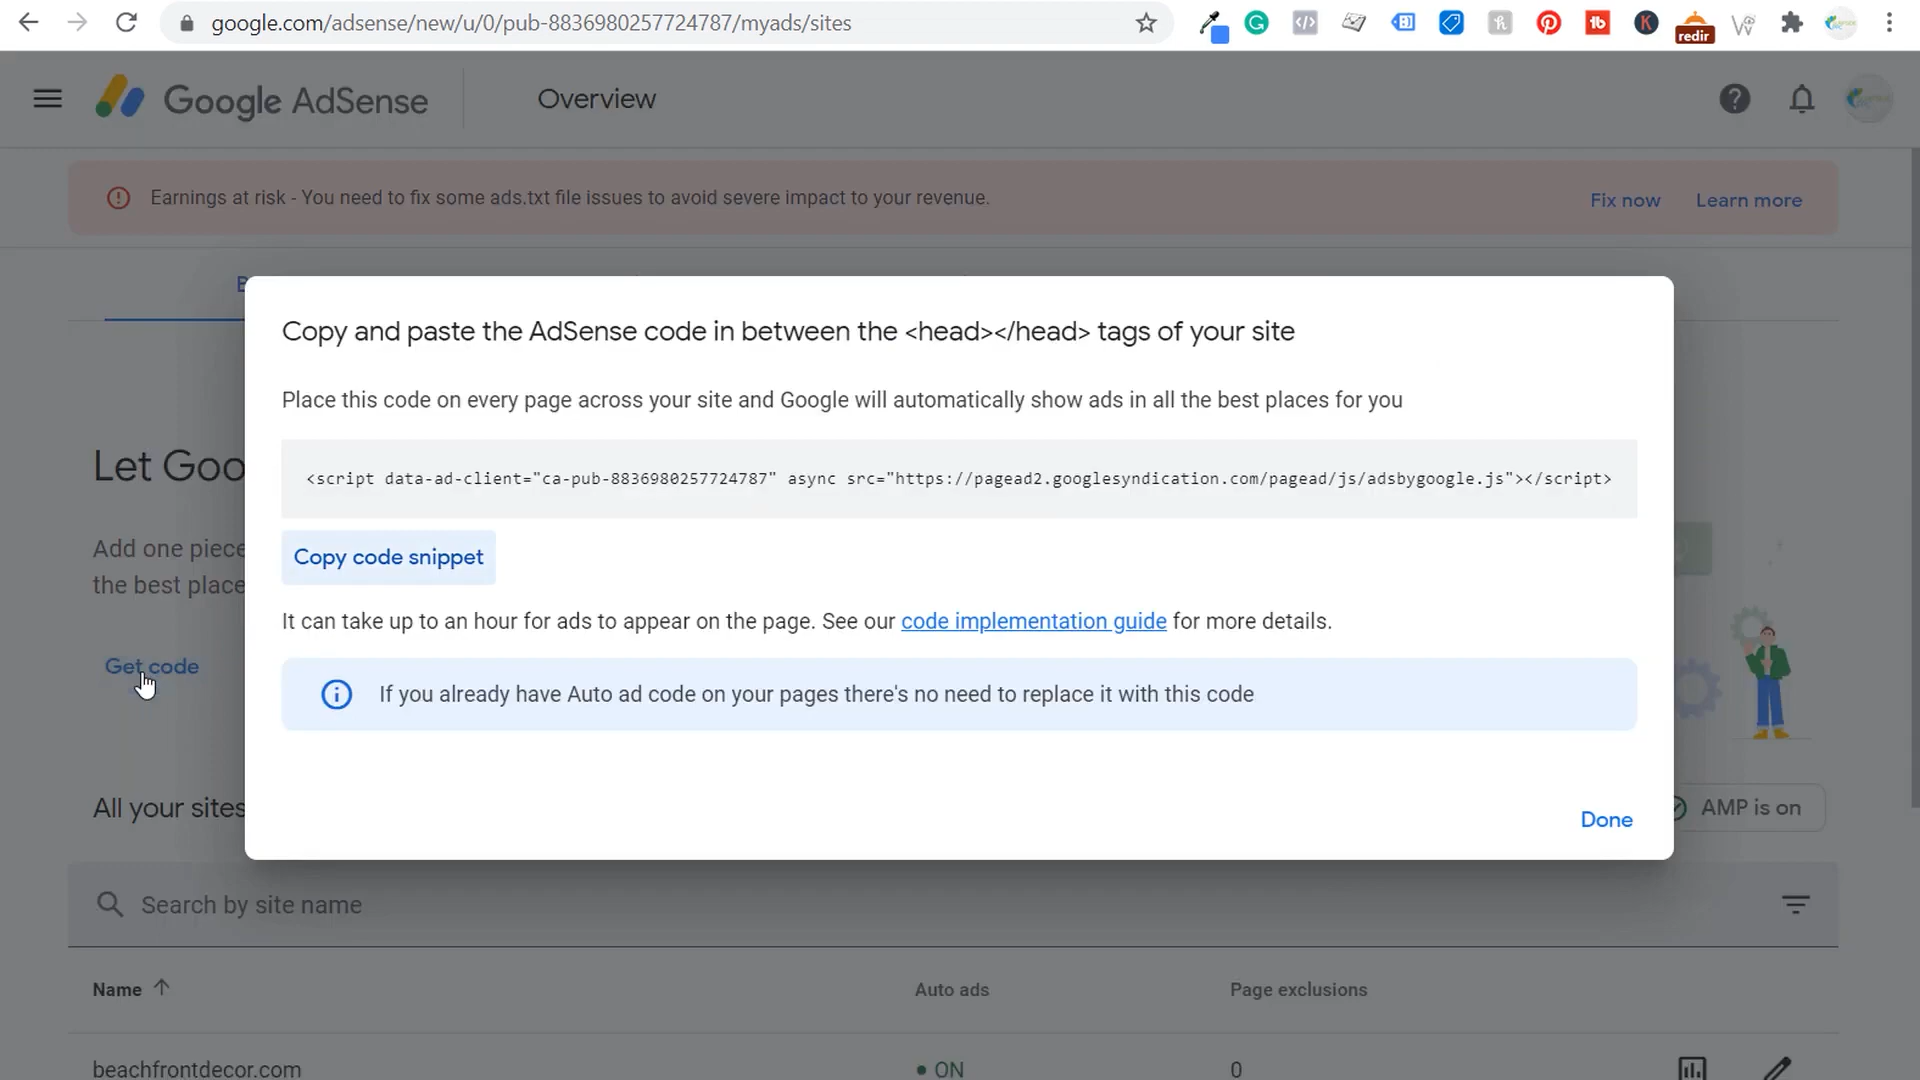 google.com/adsense/new/u/0/pub-8836980257724787/myads/sites
redir
Google AdSense
Overview
Earnings at risk - You need to fix some ads.txt file issues to avoid severe impact to your revenue.
Fix now
Learn more
Copy and paste the AdSense code in between the <head></head> tags of your site
Place this code on every page across your site and Google will automatically show ads in all the best places for you
Let Goo
<script data-ad-client="ca-pub-8836980257724787" async src="https://pagead2.googlesyndication.com/pagead/js/adsbygoogle.js"></script>
Add one piece
the best place
Copy code snippet
It can take up to an hour for ads to appear on the page. See our code implementation guide for more details.
Get code
If you already have Auto ad code on your pages there's no need to replace it with this code
All your sites
AMP is on
Done
Search by site name
Name
Auto ads
Page exclusions
beachfrontdecor.com
ON
0